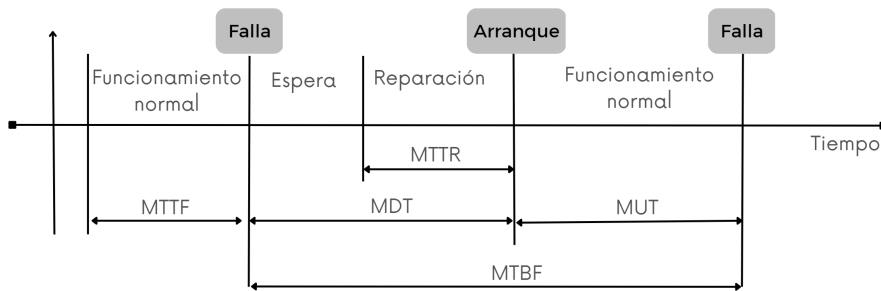 Falla
Arranque
Falla
Funcionamiento
normal
Espera
Reparación
Funcionamiento
normal
Tiempo
MTTR
MTTF
MDT
MUT
MTBF